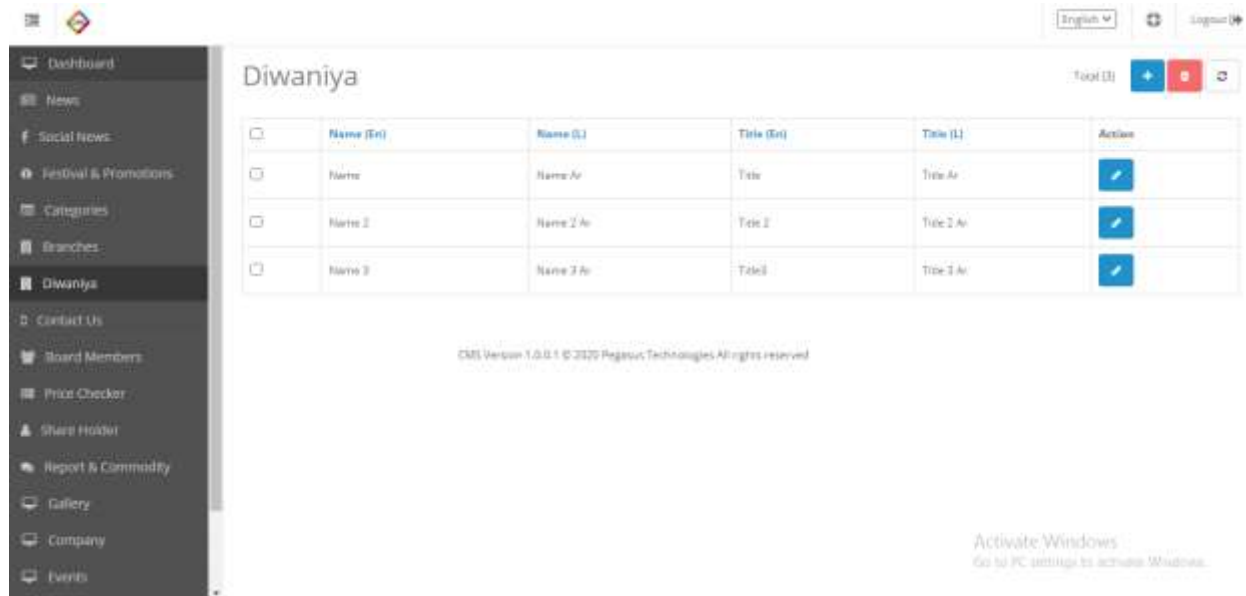 English
Logout
Dashboard
News
Social News
Festival & Promotions
Categories
Branches
Diwaniya
Contact Us
Board Members
Price Checker
Share Holder
Report & Commodity
Gallery
Company
Events
Diwaniya
Total (3)
Name (En) Name (L) Title (En) Title (L) Action
Name Name Ar Title Title Ar
Name 2 Name 2 Ar Title 2 Title 2 Ar
Name 3 Name 3 Ar Title3 Title 3 Ar
CMS Version 1.0.0.1 © 2020 Pegasus Technologies All rights reserved
Activate Windows
Go to PC settings to activate Windows.